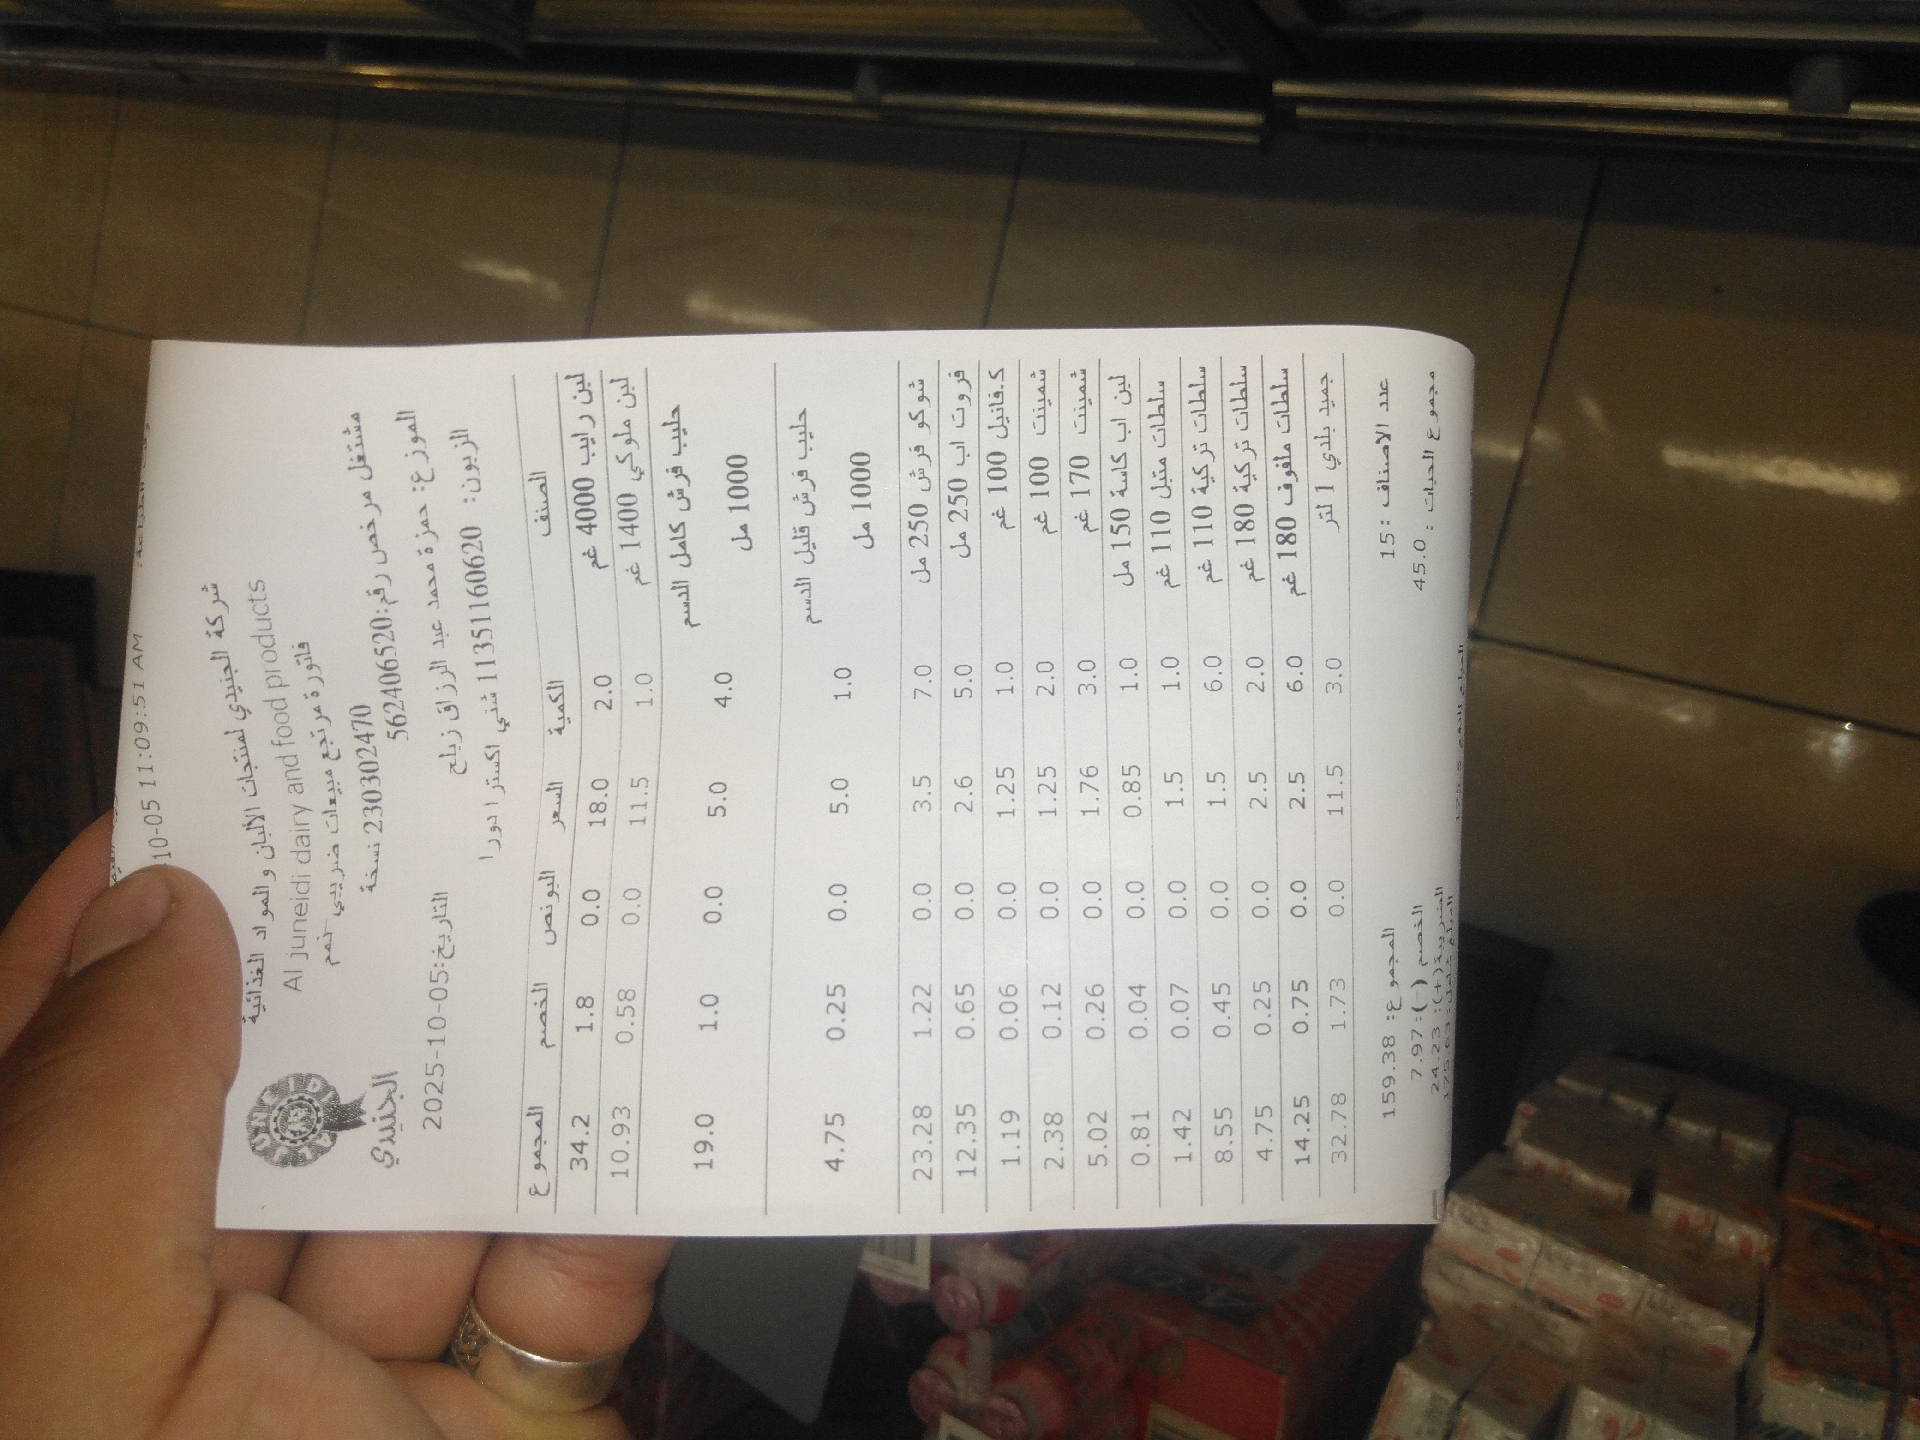 10-05 11:09:51 AM
شركة الجنيدي لمنتجات الألبان والمواد الغذائية
Al juneidi dairy and food products
فاتورة مرتجع مبيعات ضريبي
مشتغل مرخص رقم:562406520
230302470 نسخة
الجنيدي
الموزع: حمزة محمد عبد الرزاق زبلح
التاريخ:2025-10-05
الزبون: 11351160620 شني اكسترا دورا
الصنف الكمية السعر البونص الخصم المجموع
لبن رايب 4000 غم 2.0 18.0 0.0 1.8 34.2
لبن ملوكي 1400 غم 1.0 11.5 0.0 0.58 10.93
حليب فرش كامل الدسم
1000 مل 4.0 5.0 0.0 1.0 19.0
حليب فرش قليل الدسم
1000 مل 1.0 5.0 0.0 0.25 4.75
شوكو فرش 250 مل 7.0 3.5 0.0 1.22 23.28
فروت اب 250 مل 5.0 2.6 0.0 0.65 12.35
ك.فانيل 100 غم 1.0 1.25 0.0 0.06 1.19
شمينت 100 غم 2.0 1.25 0.0 0.12 2.38
شمينت 170 غم 3.0 1.76 0.0 0.26 5.02
لبن اب كاسة 150 مل 1.0 0.85 0.0 0.04 0.81
سلطات متبل 110 غم 1.0 1.5 0.0 0.07 1.42
سلطات تركية 110 غم 6.0 1.5 0.0 0.45 8.55
سلطات تركية 180 غم 2.0 2.5 0.0 0.25 4.75
سلطات ملفوف 180 غم 6.0 2.5 0.0 0.75 14.25
جميد بلدي 1 لتر 3.0 11.5 0.0 1.73 32.78
عدد الاصناف :15 المجموع: 159.38
مجموع الحبات :45.0 الخصم (-): 7.97
الضريبة(+): 24.23